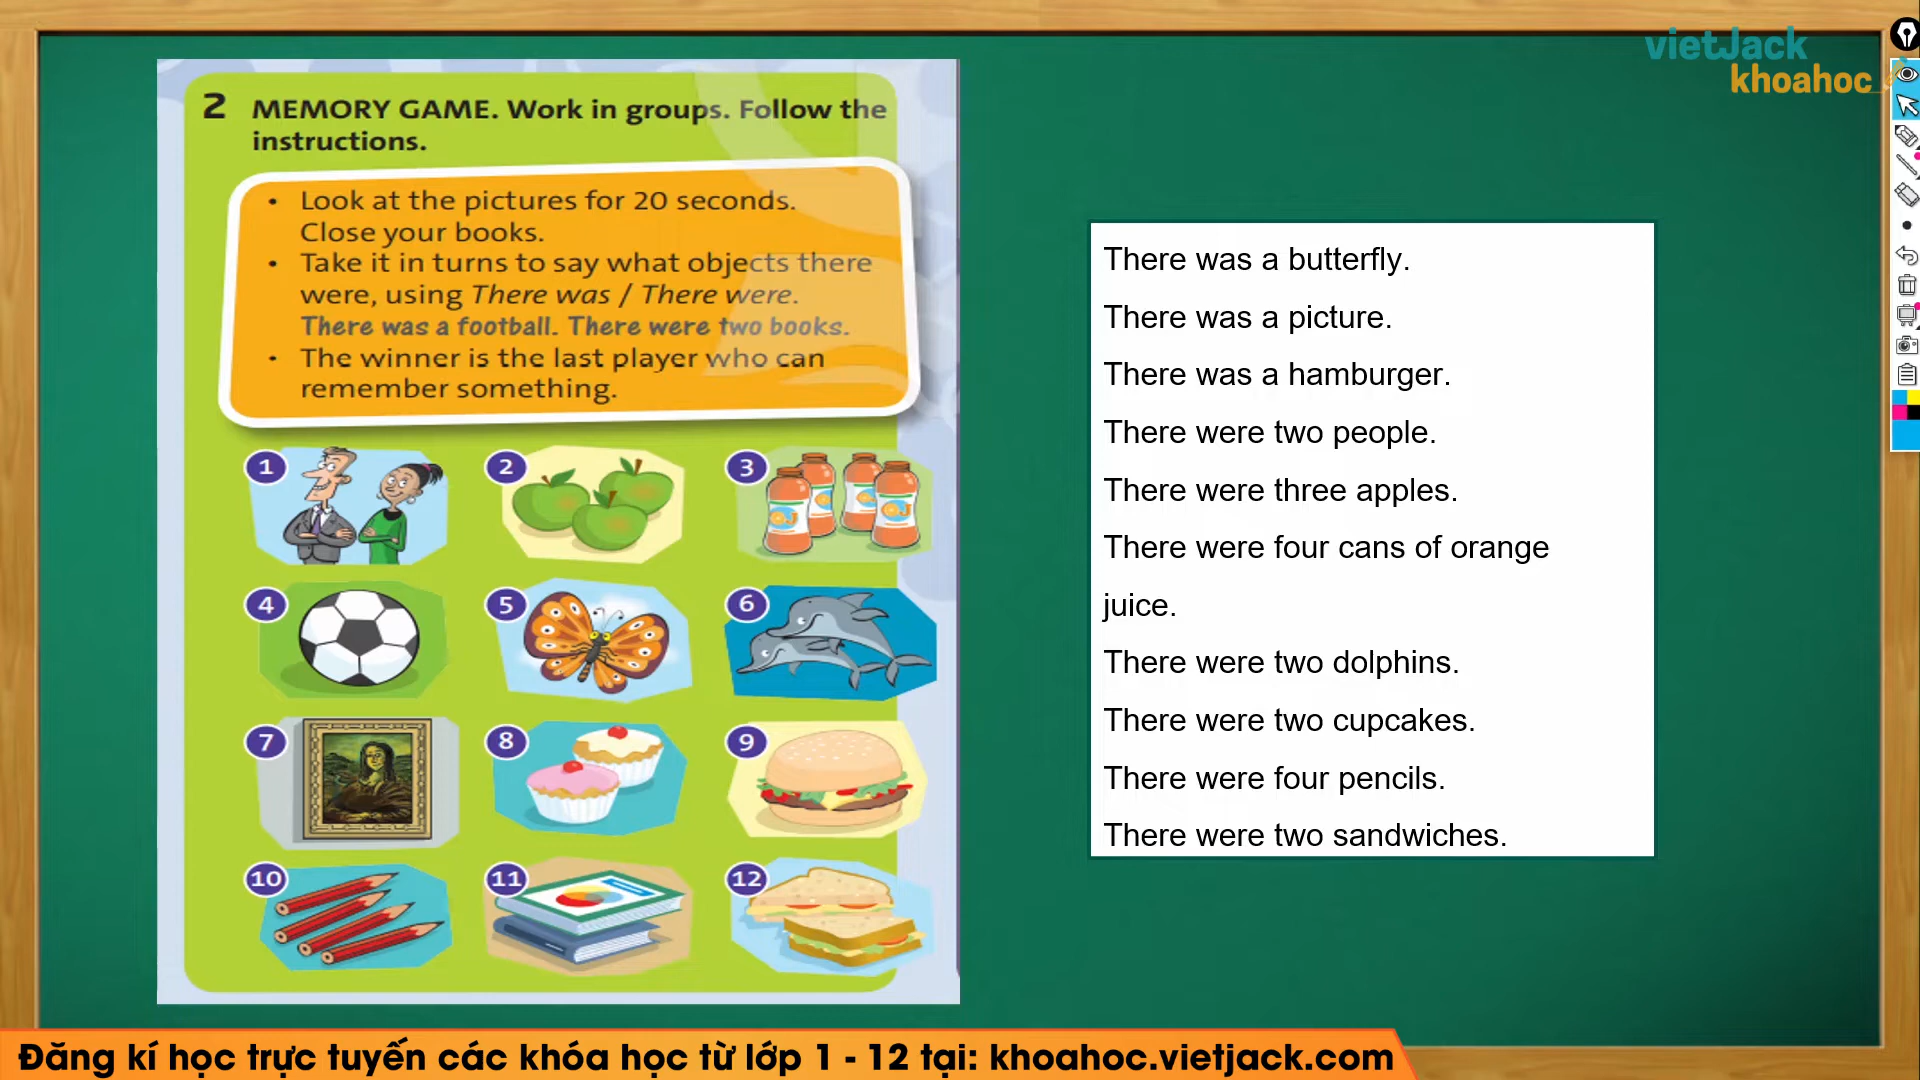 vietJack
khoahoc
2 MEMORY GAME. Work in groups. Follow the
instructions.
• Look at the pictures for 20 seconds.
Close your books.
• Take it in turns to say what objects there
were, using There was / There were.
There was a football. There were two books.
• The winner is the last player who can
remember something.
1
2
3
OJ
OJ
4
5
6
7
8
9
10
11
12
There was a butterfly.
There was a picture.
There was a hamburger.
There were two people.
There were three apples.
There were four cans of orange
juice.
There were two dolphins.
There were two cupcakes.
There were four pencils.
There were two sandwiches.
Đăng kí học trực tuyến các khóa học từ lớp 1 - 12 tại: khoahoc.vietjack.com